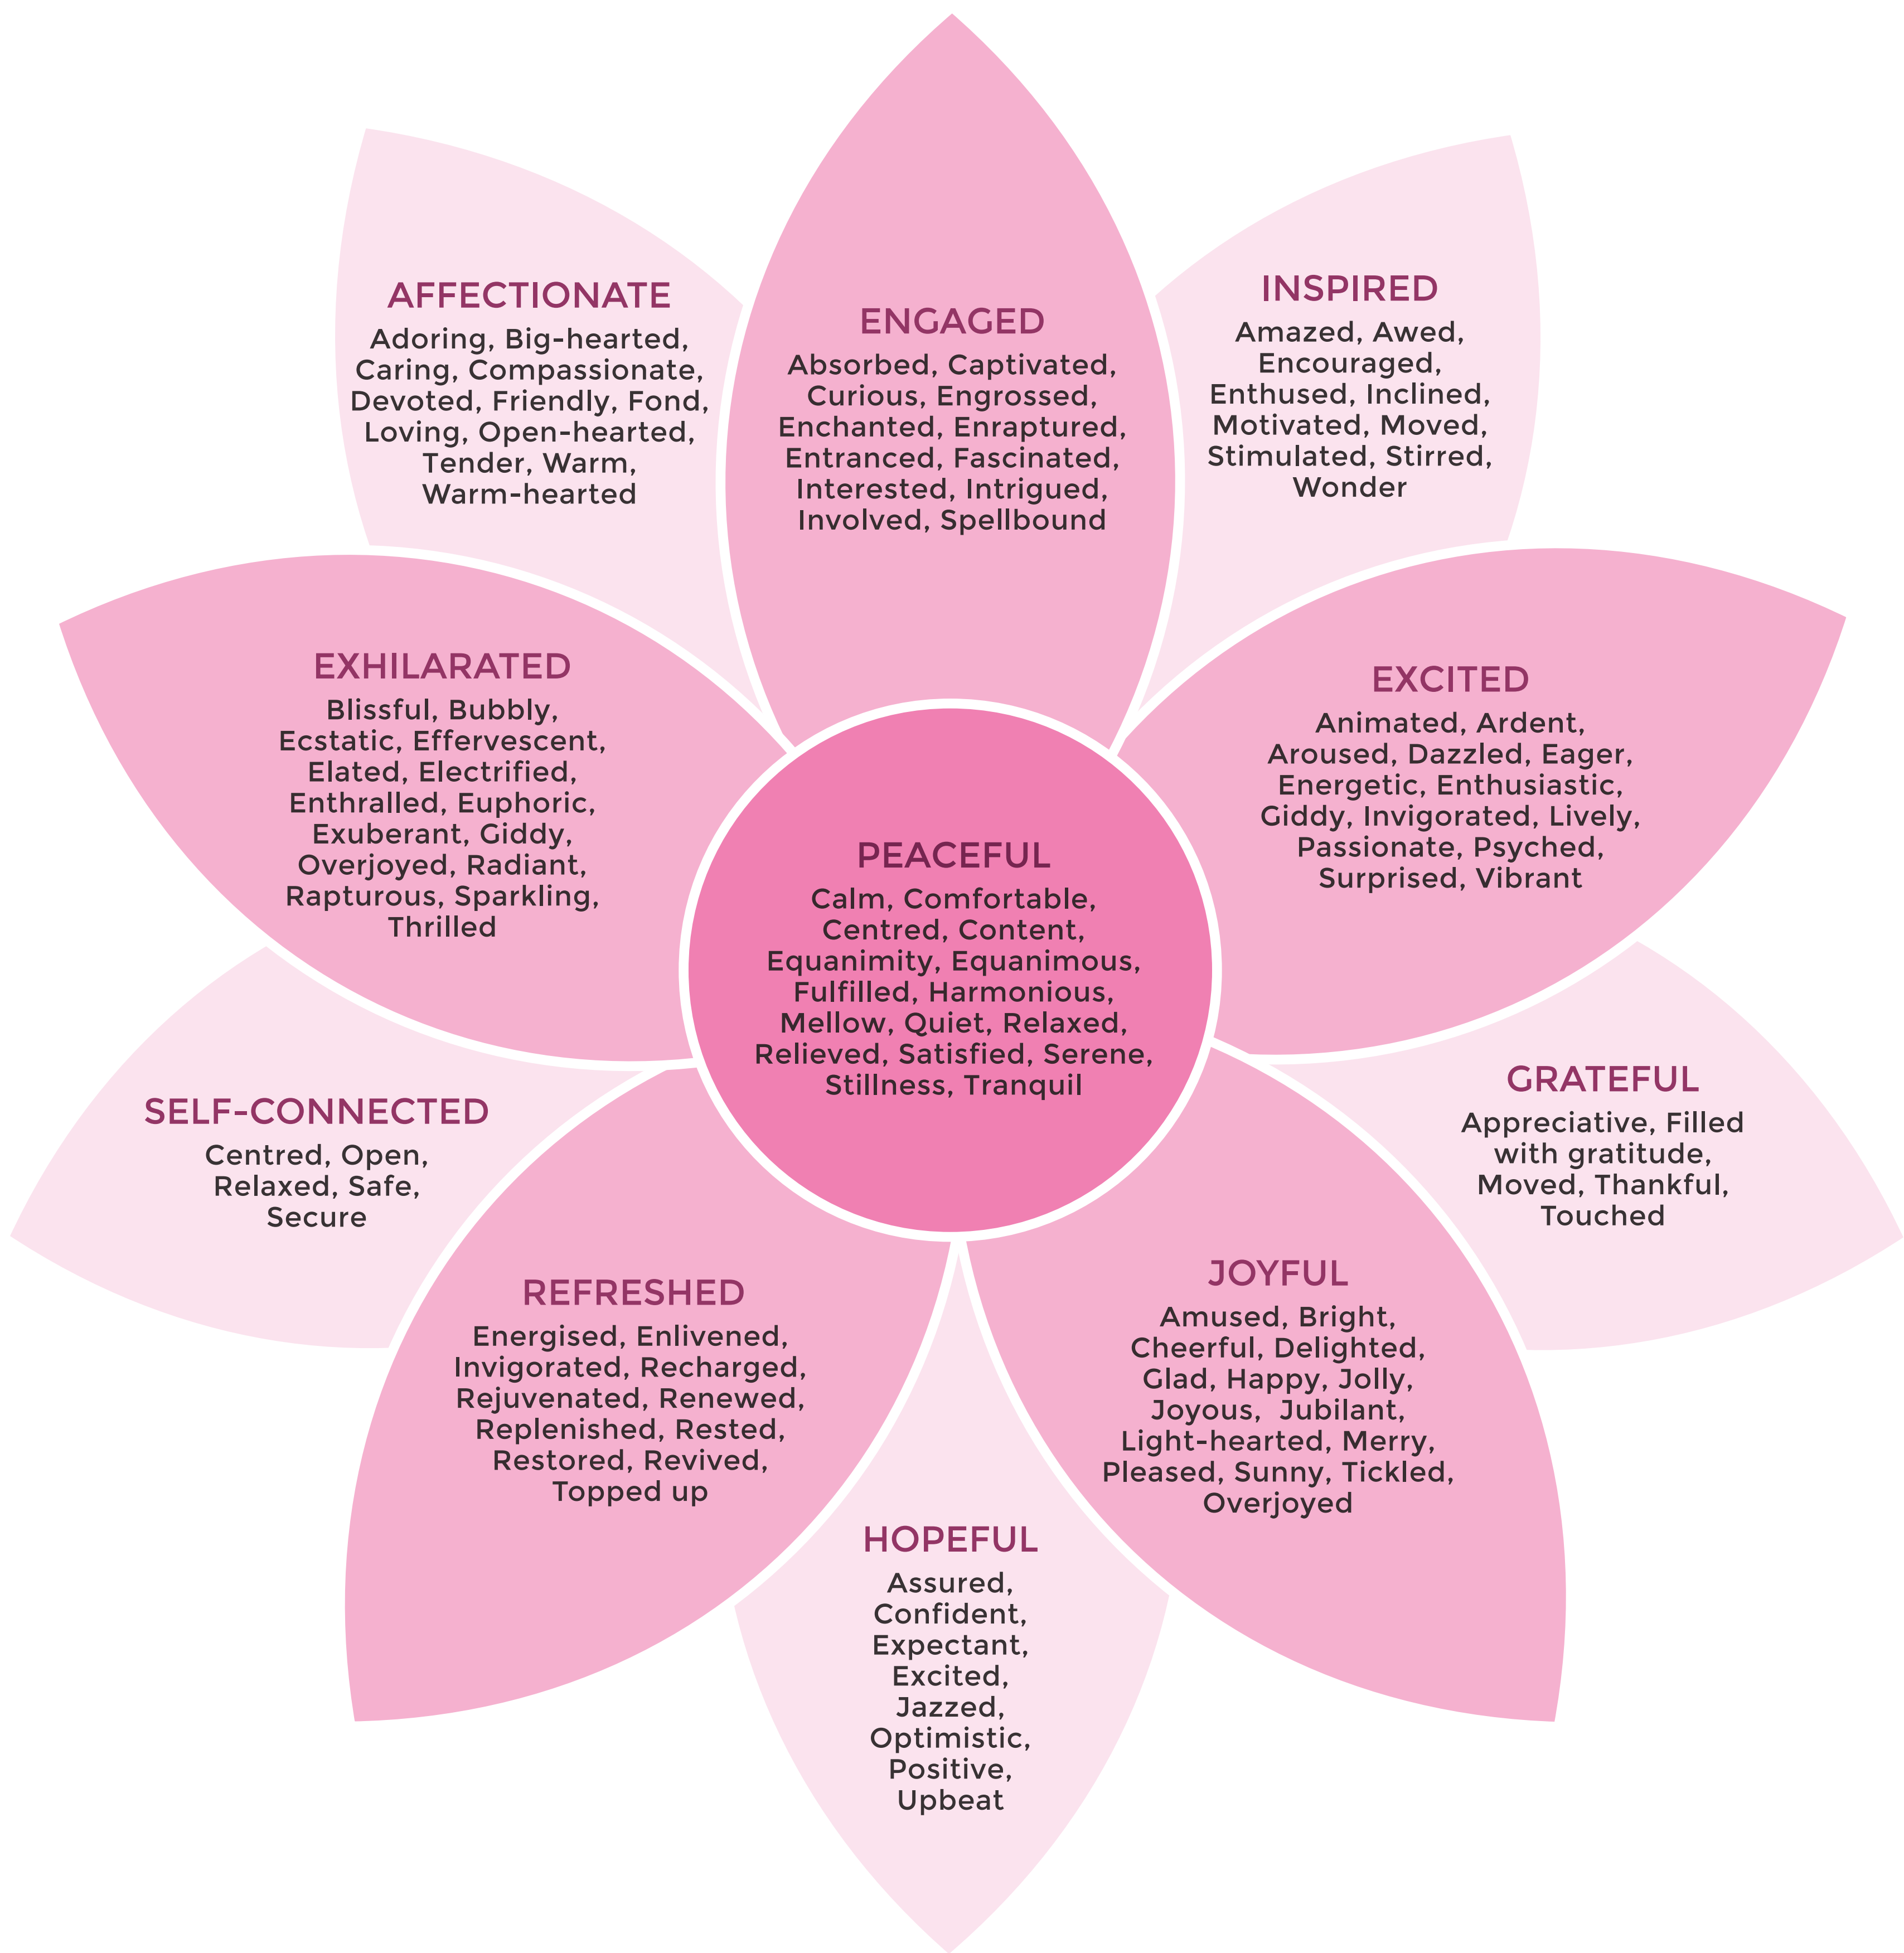 AFFECTIONATE
Adoring, Big-hearted,
Caring, Compassionate,
Devoted, Friendly, Fond,
Loving, Open-hearted,
Tender, Warm,
Warm-hearted
ENGAGED
Absorbed, Captivated,
Curious, Engrossed,
Enchanted, Enraptured,
Entranced, Fascinated,
Interested, Intrigued,
Involved, Spellbound
INSPIRED
Amazed, Awed,
Encouraged,
Enthused, Inclined,
Motivated, Moved,
Stimulated, Stirred,
Wonder
EXHILARATED
Blissful, Bubbly,
Ecstatic, Effervescent,
Elated, Electrified,
Enthralled, Euphoric,
Exuberant, Giddy,
Overjoyed, Radiant,
Rapturous, Sparkling,
Thrilled
EXCITED
Animated, Ardent,
Aroused, Dazzled, Eager,
Energetic, Enthusiastic,
Giddy, Invigorated, Lively,
Passionate, Psyched,
Surprised, Vibrant
PEACEFUL
Calm, Comfortable,
Centred, Content,
Equanimity, Equanimous,
Fulfilled, Harmonious,
Mellow, Quiet, Relaxed,
Relieved, Satisfied, Serene,
Stillness, Tranquil
SELF-CONNECTED
Centred, Open,
Relaxed, Safe,
Secure
GRATEFUL
Appreciative, Filled
with gratitude,
Moved, Thankful,
Touched
REFRESHED
Energised, Enlivened,
Invigorated, Recharged,
Rejuvenated, Renewed,
Replenished, Rested,
Restored, Revived,
Topped up
JOYFUL
Amused, Bright,
Cheerful, Delighted,
Glad, Happy, Jolly,
Joyous, Jubilant,
Light-hearted, Merry,
Pleased, Sunny, Tickled,
Overjoyed
HOPEFUL
Assured,
Confident,
Expectant,
Excited,
Jazzed,
Optimistic,
Positive,
Upbeat